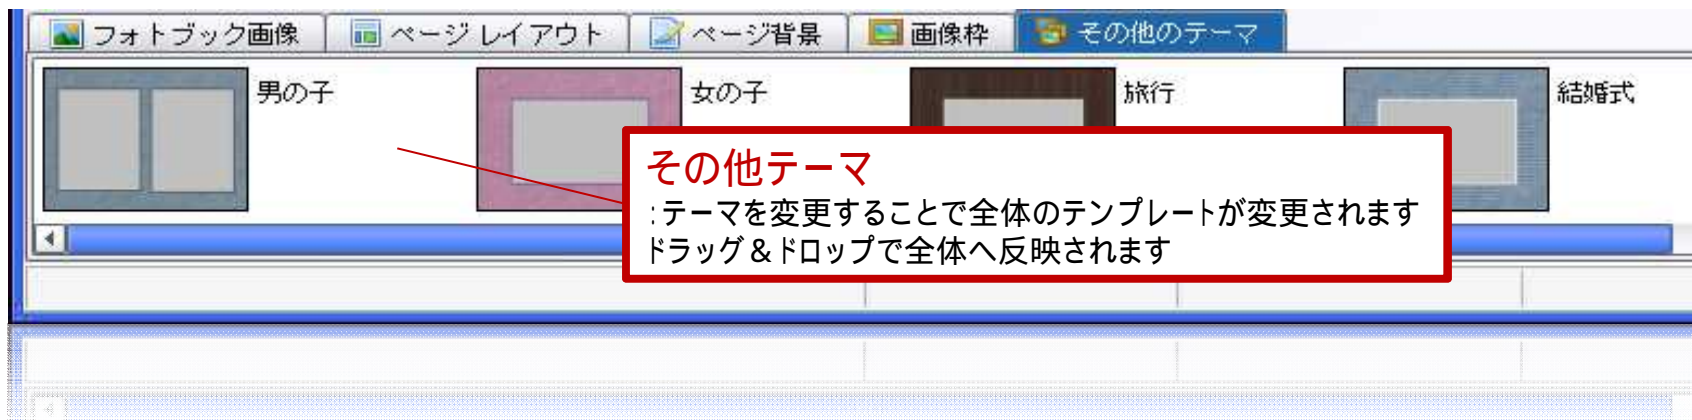 フォトブック画像 ページ レイアウト ページ背景 画像枠 その他のテーマ
男の子 女の子 旅行 結婚式
その他テーマ
:テーマを変更することで全体のテンプレートが変更されます
ドラッグ&ドロップで全体へ反映されます